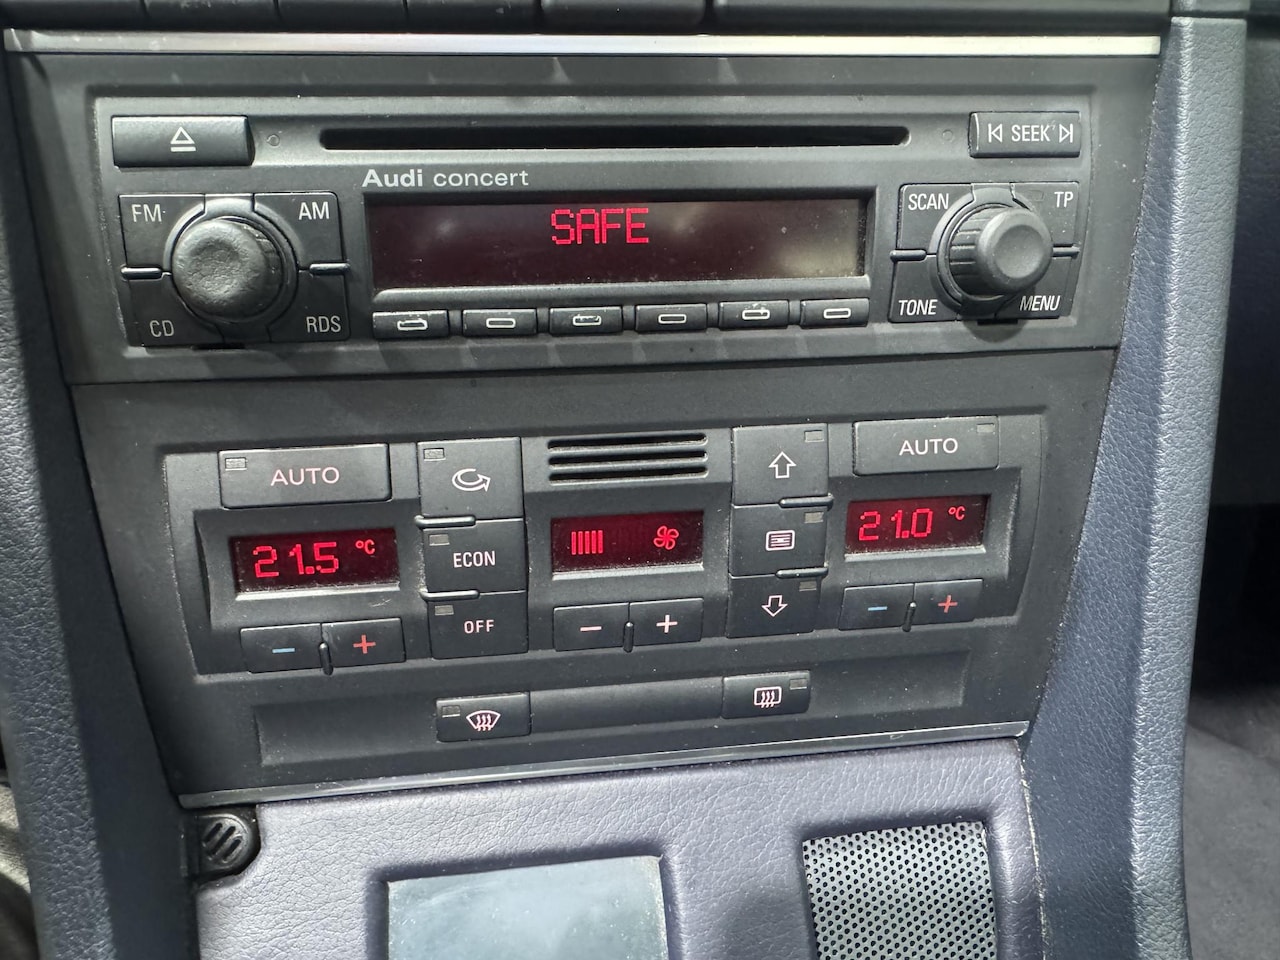 SEEK
Audi concert
FM AM
SAFE
SCAN TP
CD RDS
TONE MENU
AUTO
AUTO
21.5 °C
21.0 °C
ECON
OFF